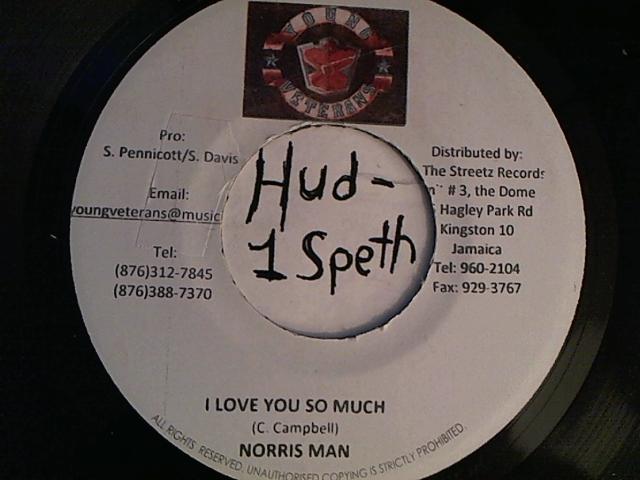 YOUNG
VETERANS
Pro:
S. Pennicott/S. Davis
Email:
youngveterans@music
Tel:
(876)312-7845
(876)388-7370
Hud-
1 Speth
Distributed by:
The Streetz Records
# 3, the Dome
Hagley Park Rd
Kingston 10
Jamaica
Tel: 960-2104
Fax: 929-3767
I LOVE YOU SO MUCH
(C. Campbell)
NORRIS MAN
ALL RIGHTS RESERVED, UNAUTHORISED COPYING IS STRICTLY PROHIBITED.